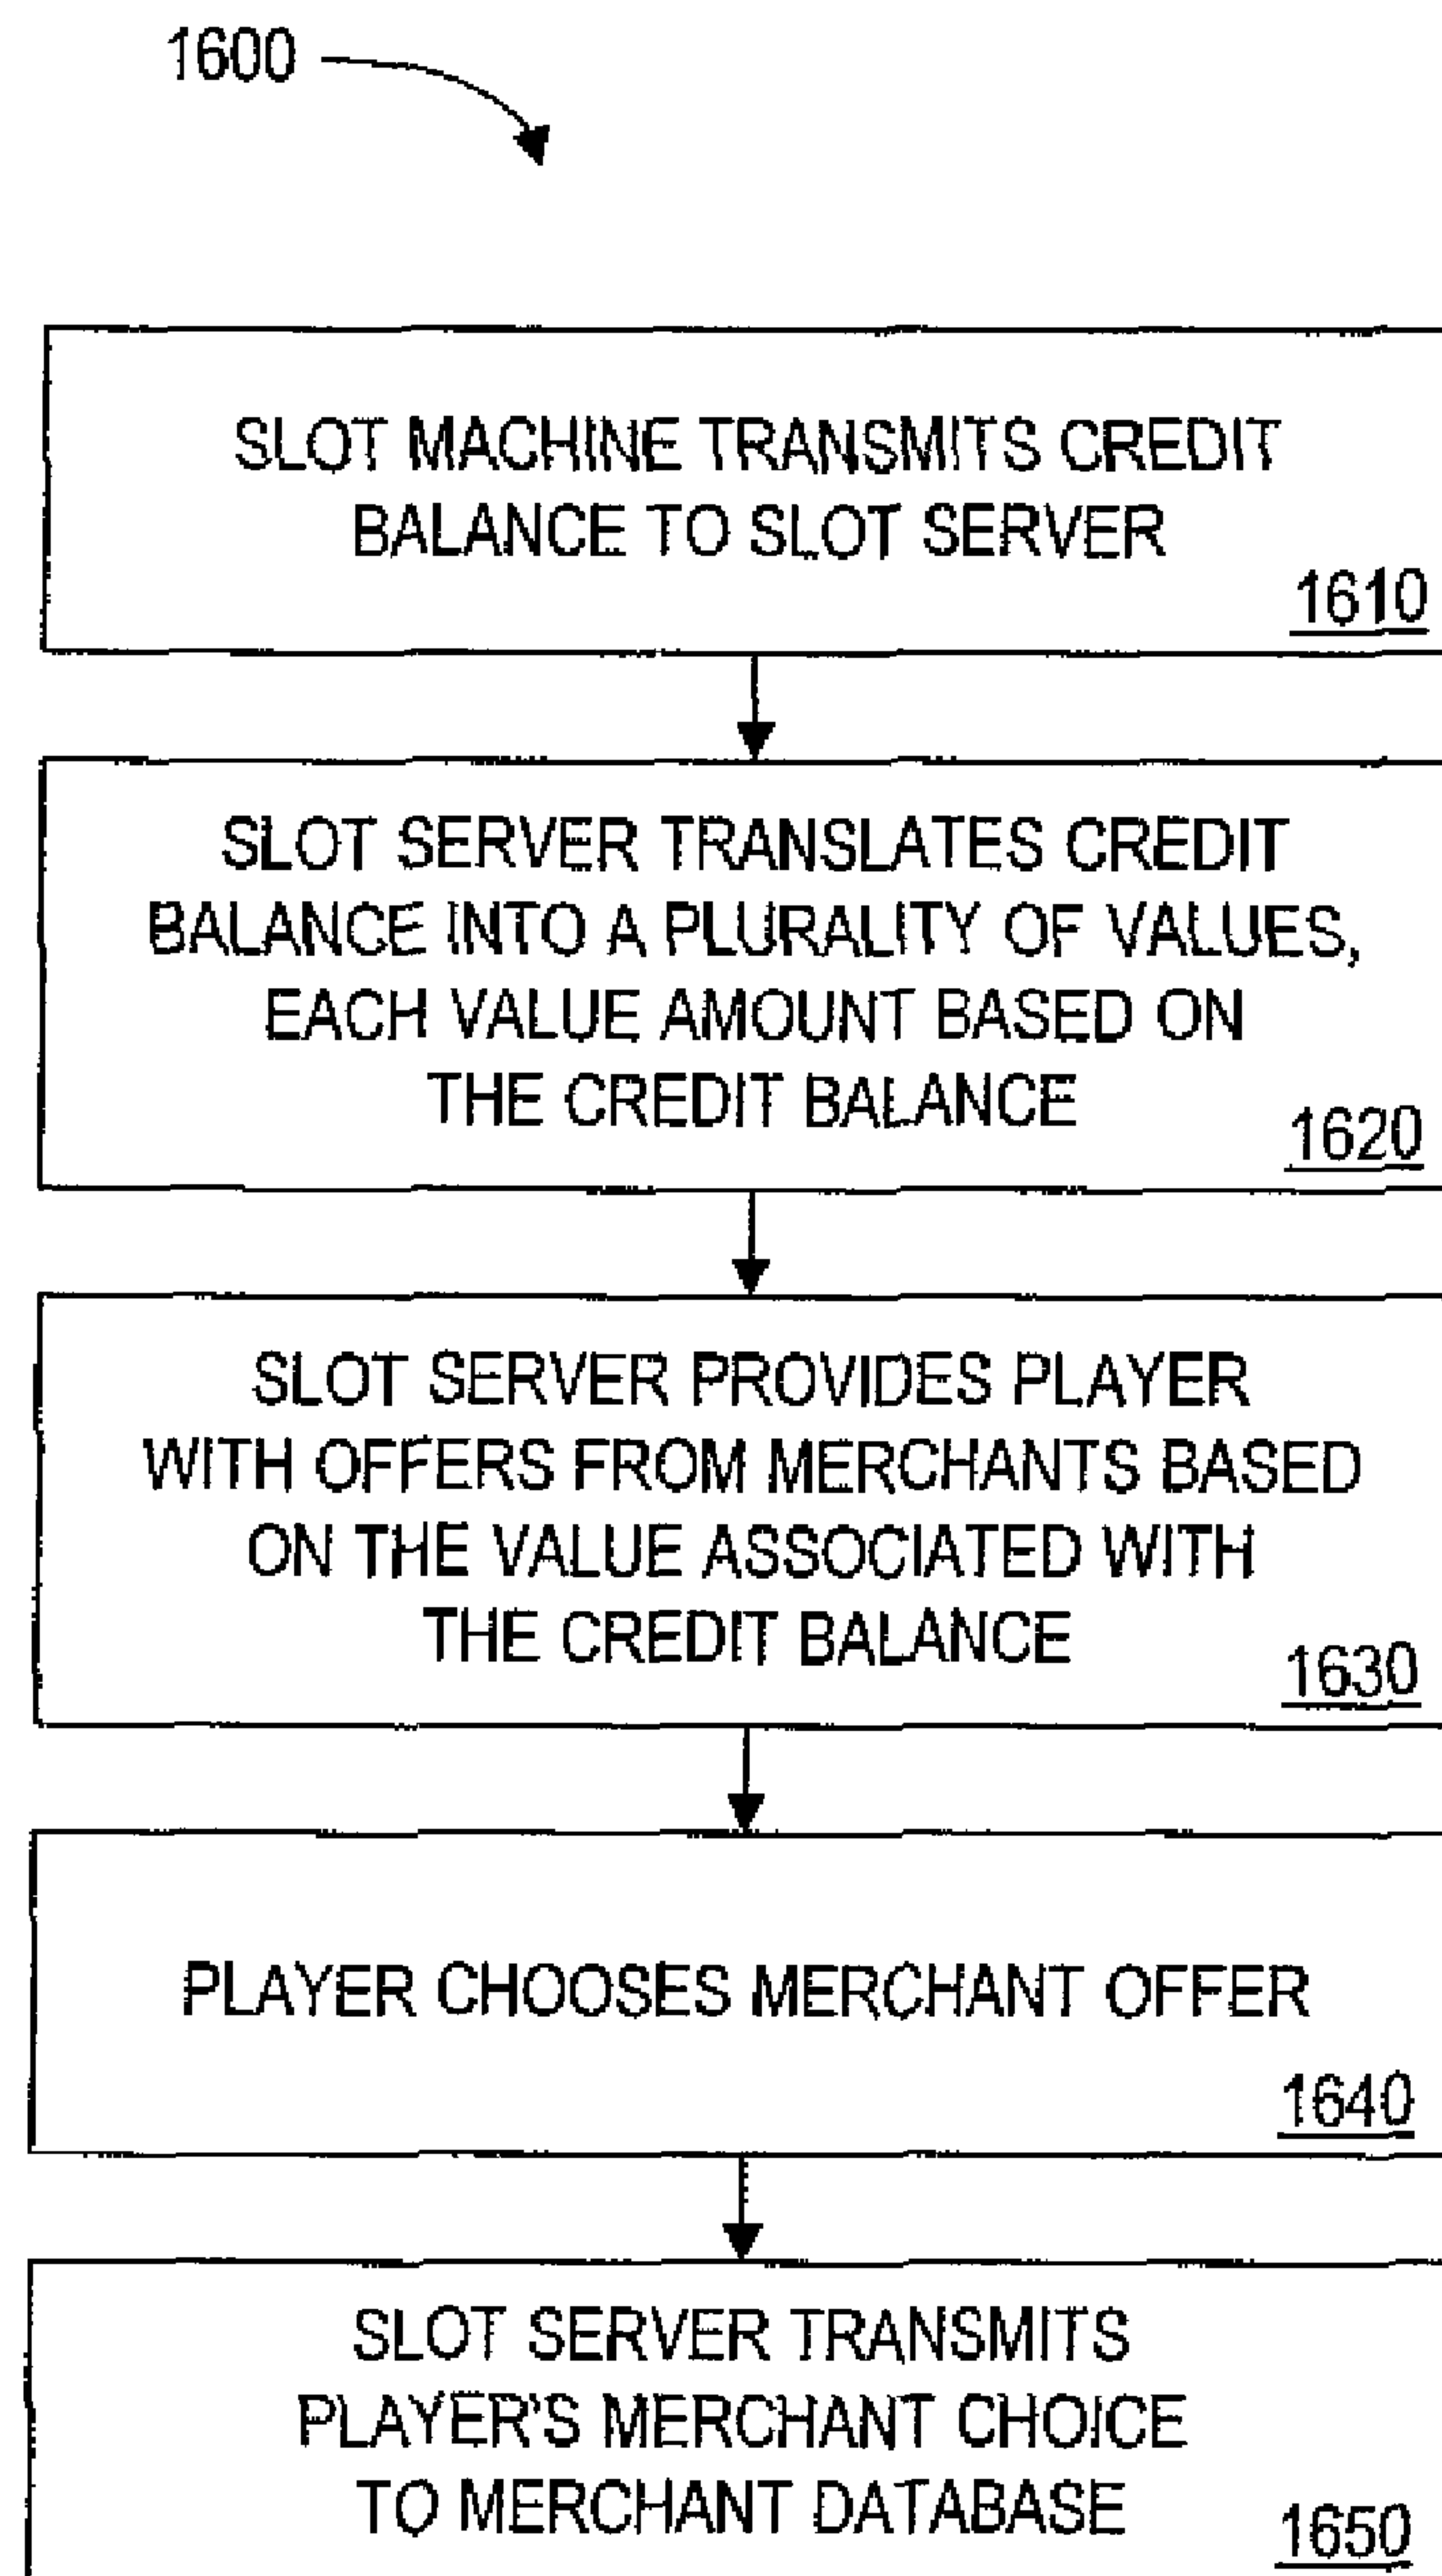 1600
SLOT MACHINE TRANSMITS CREDIT
BALANCE TO SLOT SERVER
1610
SLOT SERVER TRANSLATES CREDIT
BALANCE INTO A PLURALITY OF VALUES,
EACH VALUE AMOUNT BASED ON
THE CREDIT BALANCE
1620
SLOT SERVER PROVIDES PLAYER
WITH OFFERS FROM MERCHANTS BASED
ON THE VALUE ASSOCIATED WITH
THE CREDIT BALANCE
1630
PLAYER CHOOSES MERCHANT OFFER
1640
SLOT SERVER TRANSMITS
PLAYER'S MERCHANT CHOICE
TO MERCHANT DATABASE
1650